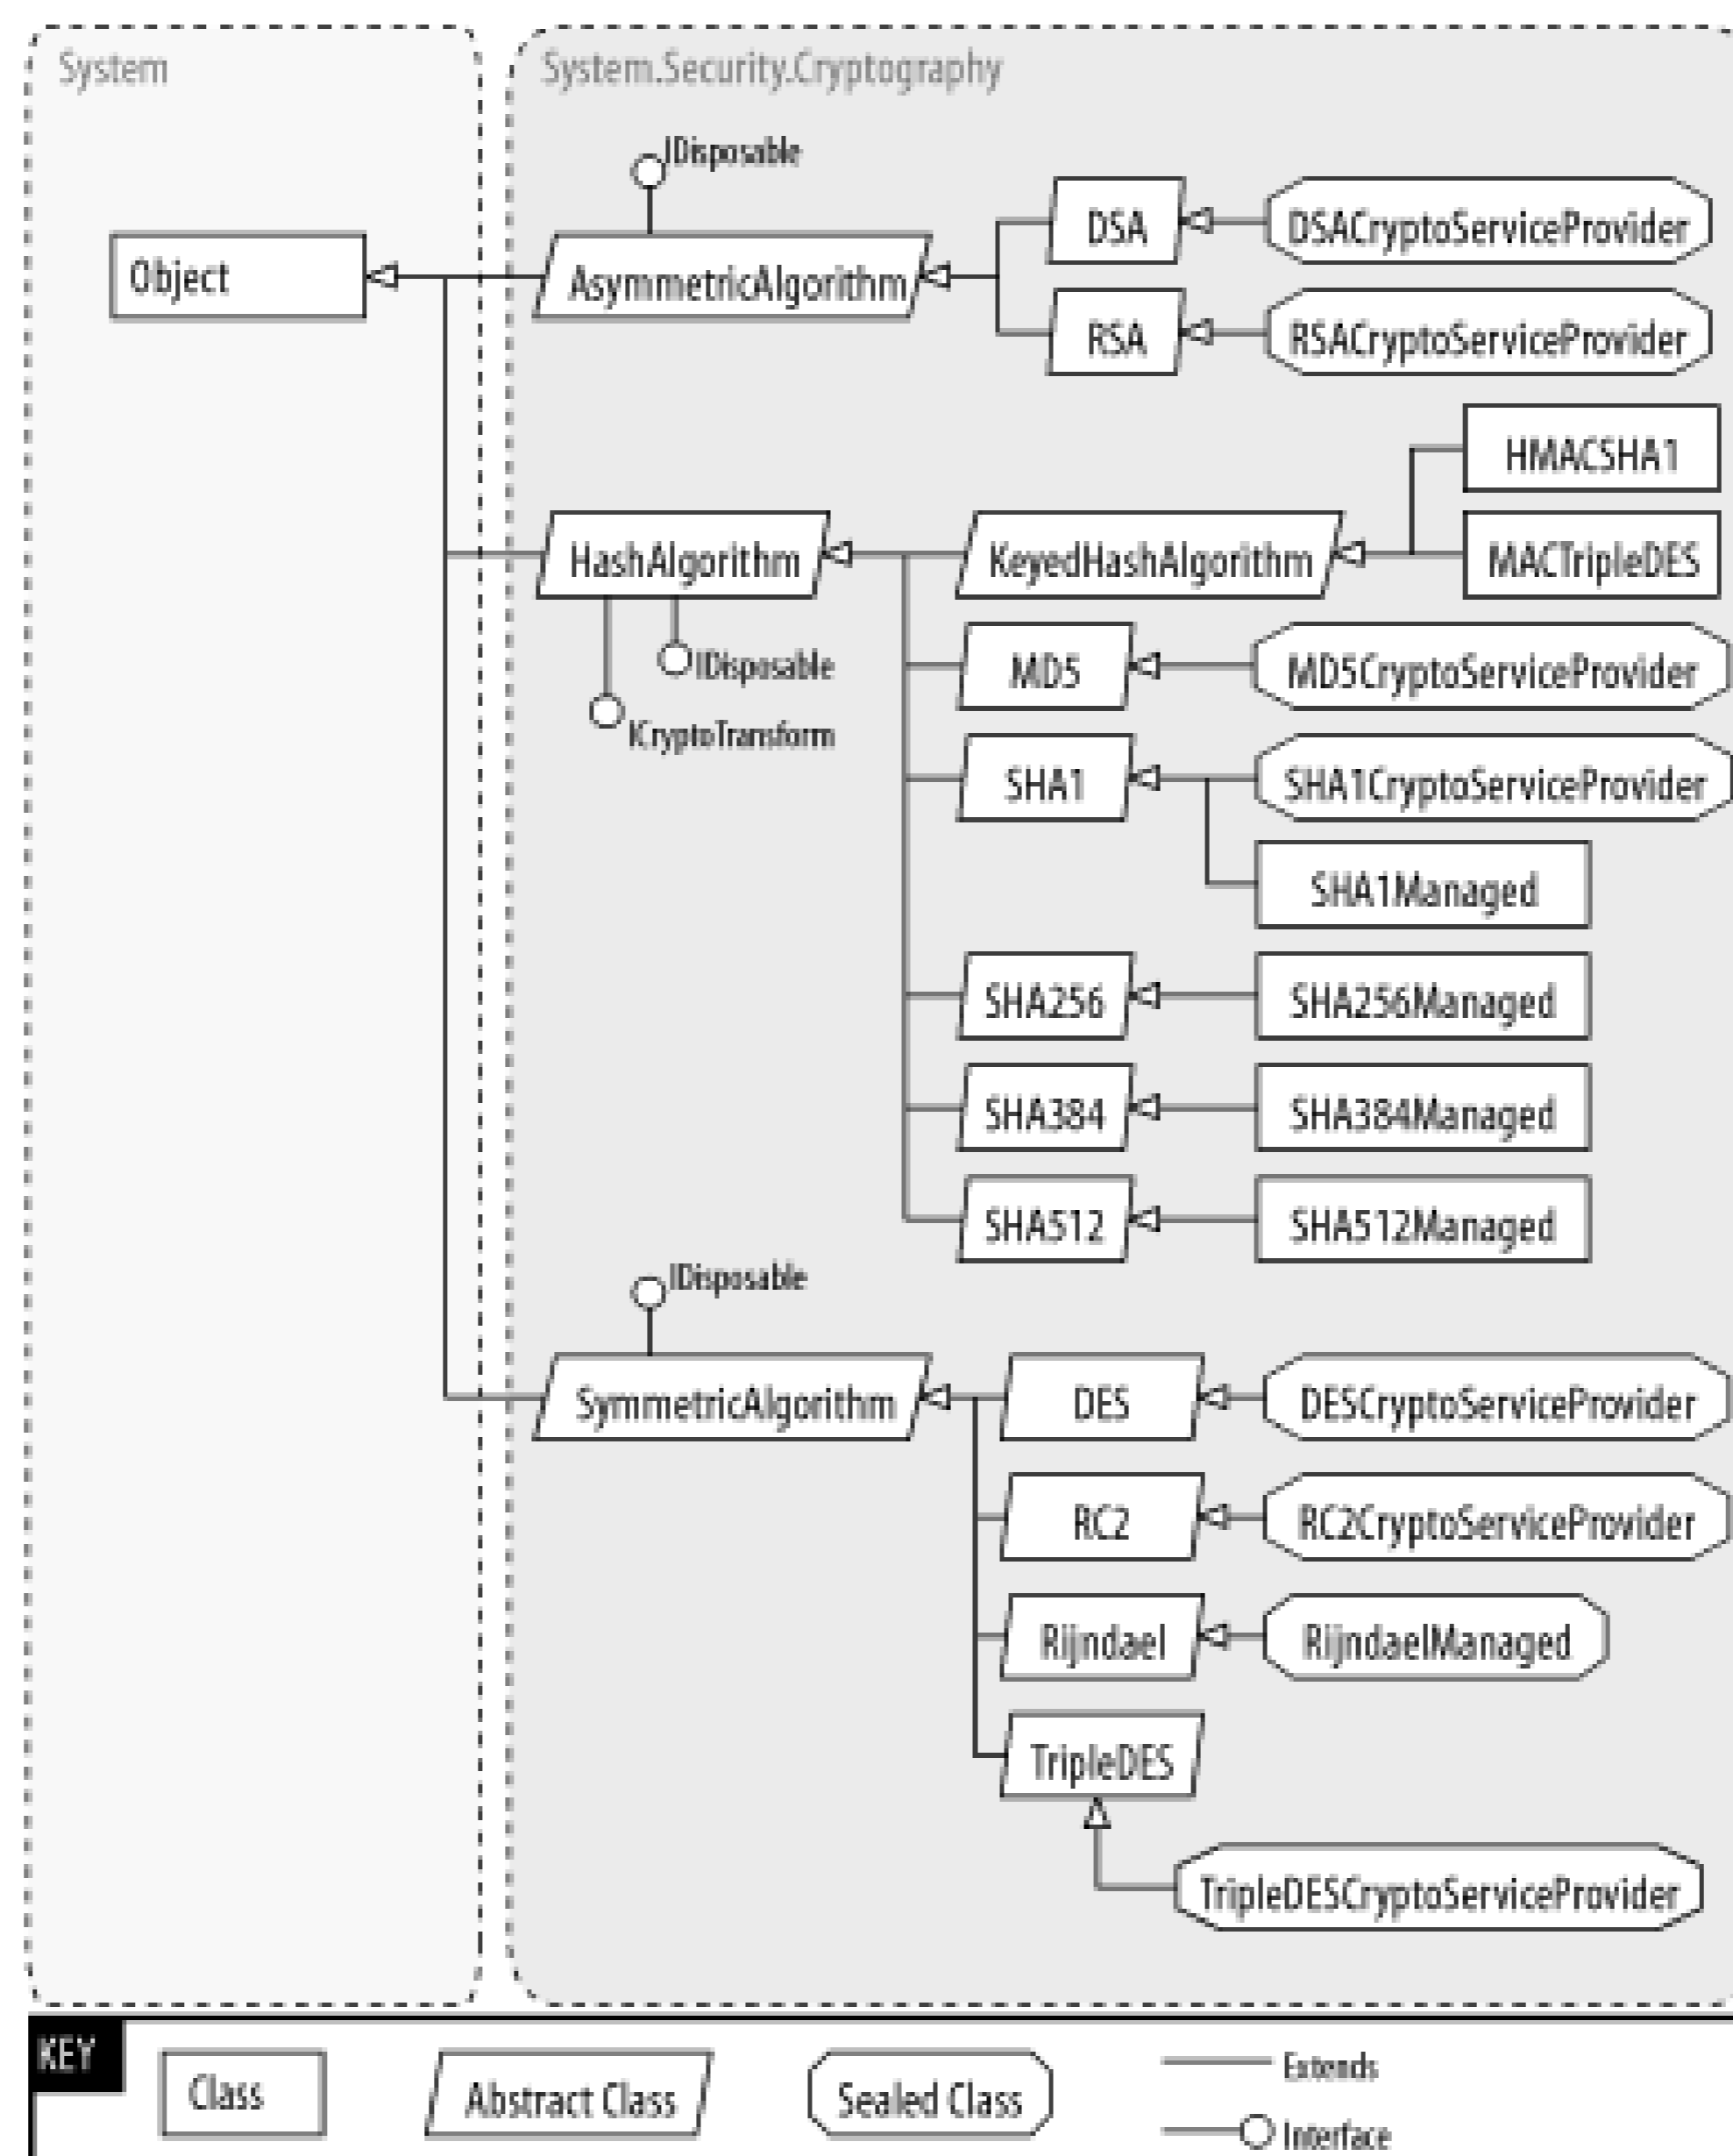 System
System.Security.Cryptography
IDisposable
Object
AsymmetricAlgorithm
DSA
DSACryptoServiceProvider
RSA
RSACryptoServiceProvider
HMACSHA1
HashAlgorithm
KeyedHashAlgorithm
MACTripleDES
IDisposable
ICryptoTransform
MD5
MD5CryptoServiceProvider
SHA1
SHA1CryptoServiceProvider
SHA1Managed
SHA256
SHA256Managed
SHA384
SHA384Managed
SHA512
SHA512Managed
IDisposable
SymmetricAlgorithm
DES
DESCryptoServiceProvider
RC2
RC2CryptoServiceProvider
Rijndael
RijndaelManaged
TripleDES
TripleDESCryptoServiceProvider
KEY
Class
Abstract Class
Sealed Class
Extends
Interface